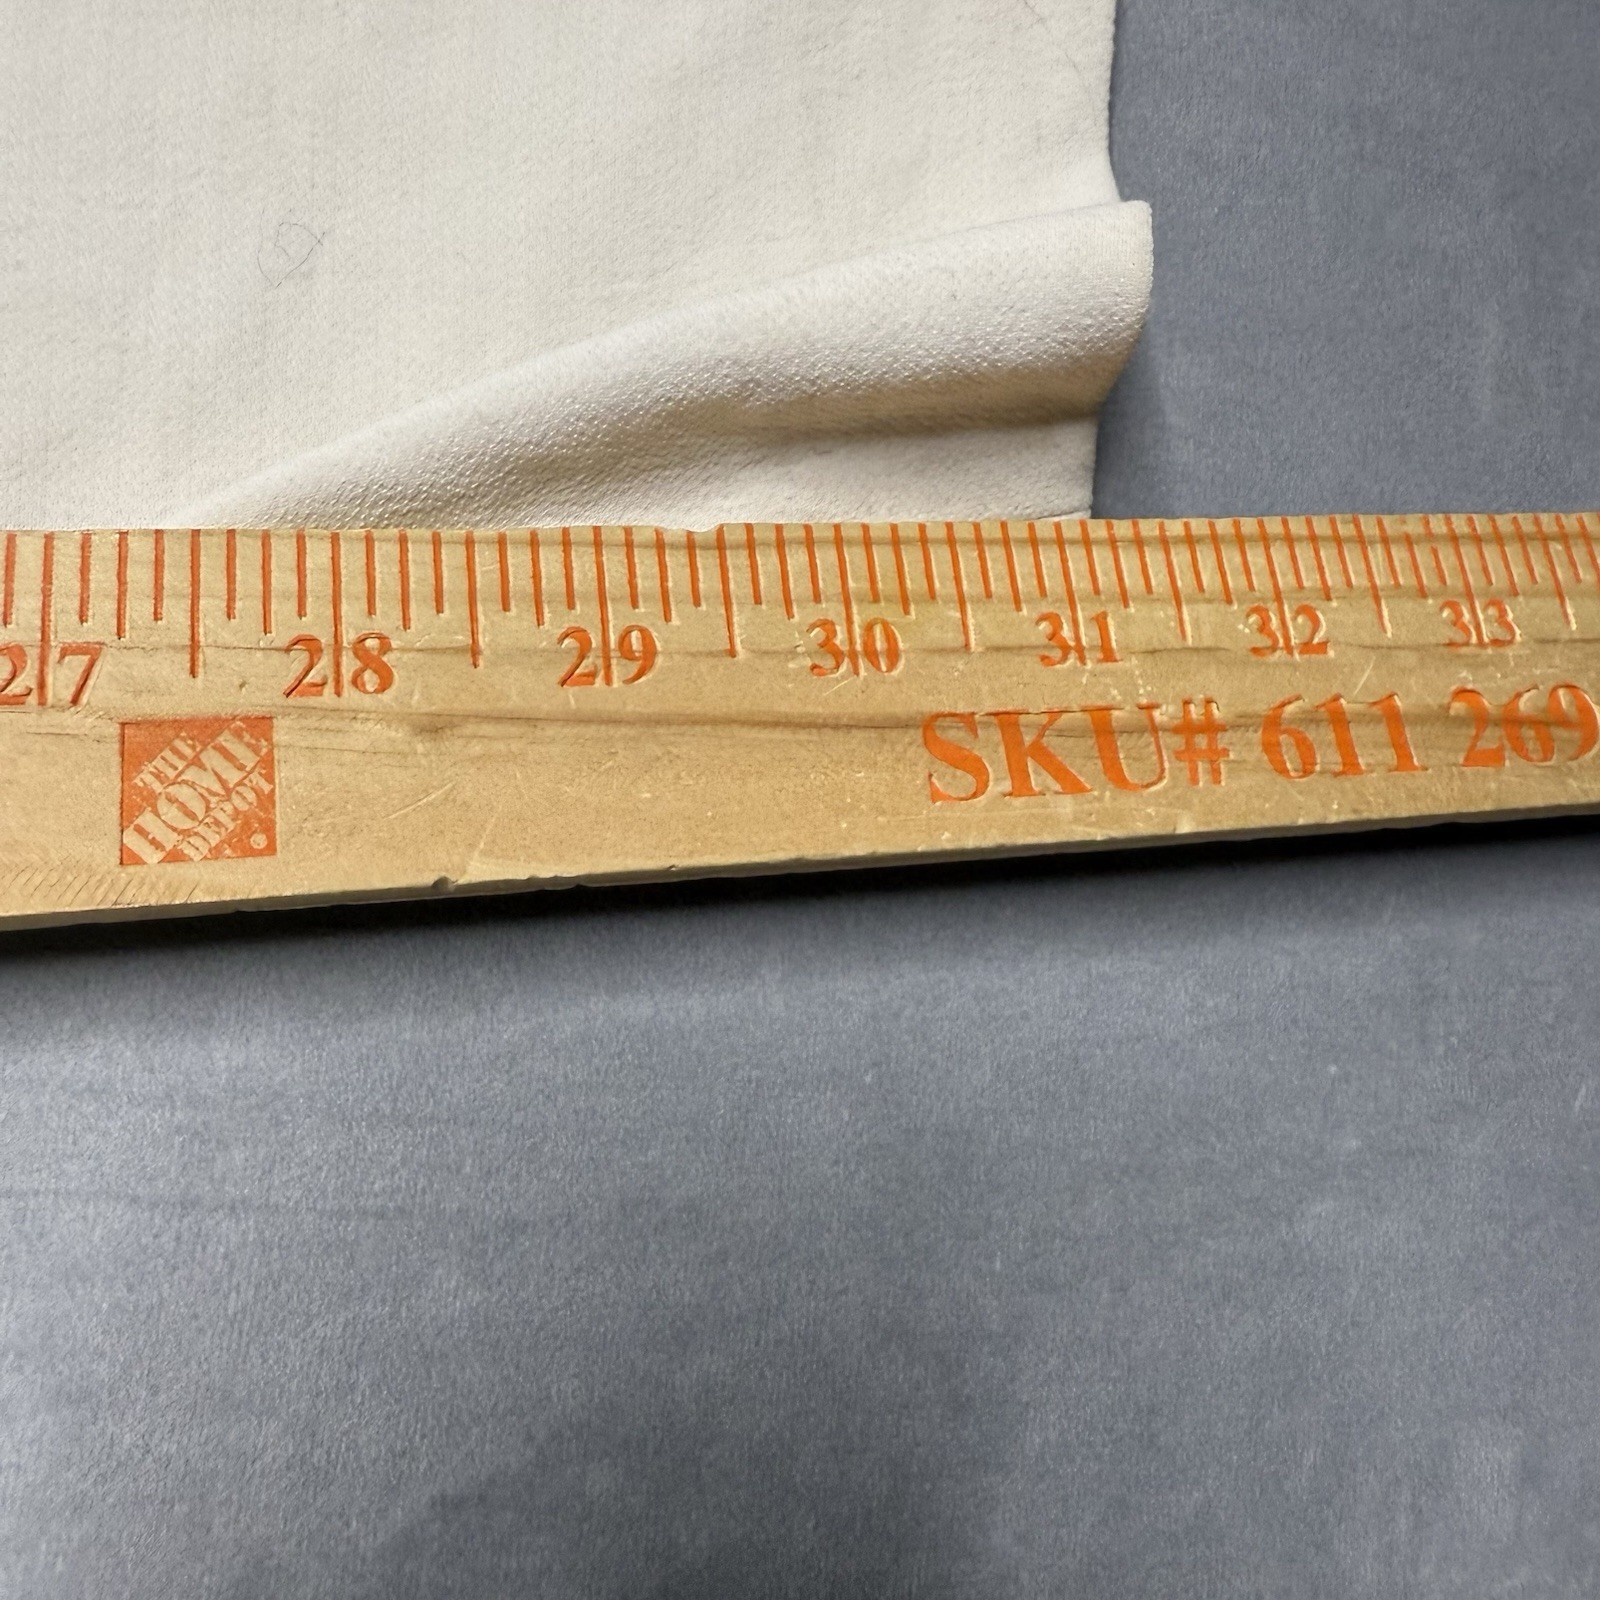 27 28 29 30 31 32 33
THE
HOME
DEPOT®
SKU# 611 269